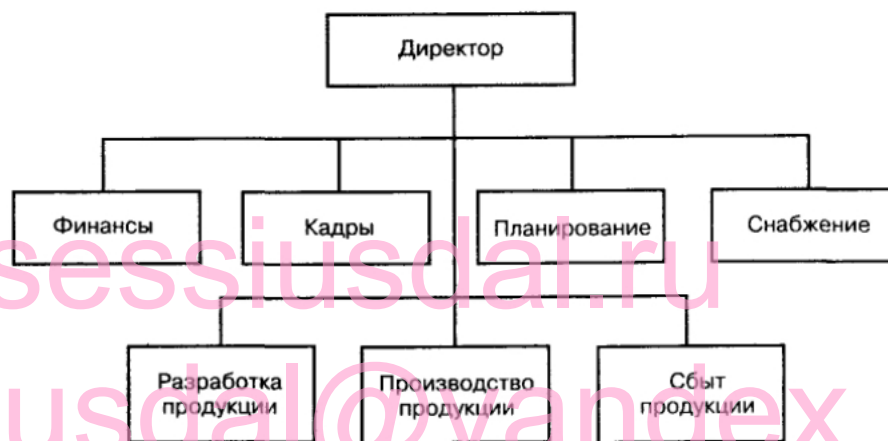 Директор
Финансы
Кадры
Планирование
Снабжение
sessiusdal.ru
Разработка
продукции
Производство
продукции
Сбыт
продукции
usdal@yandex